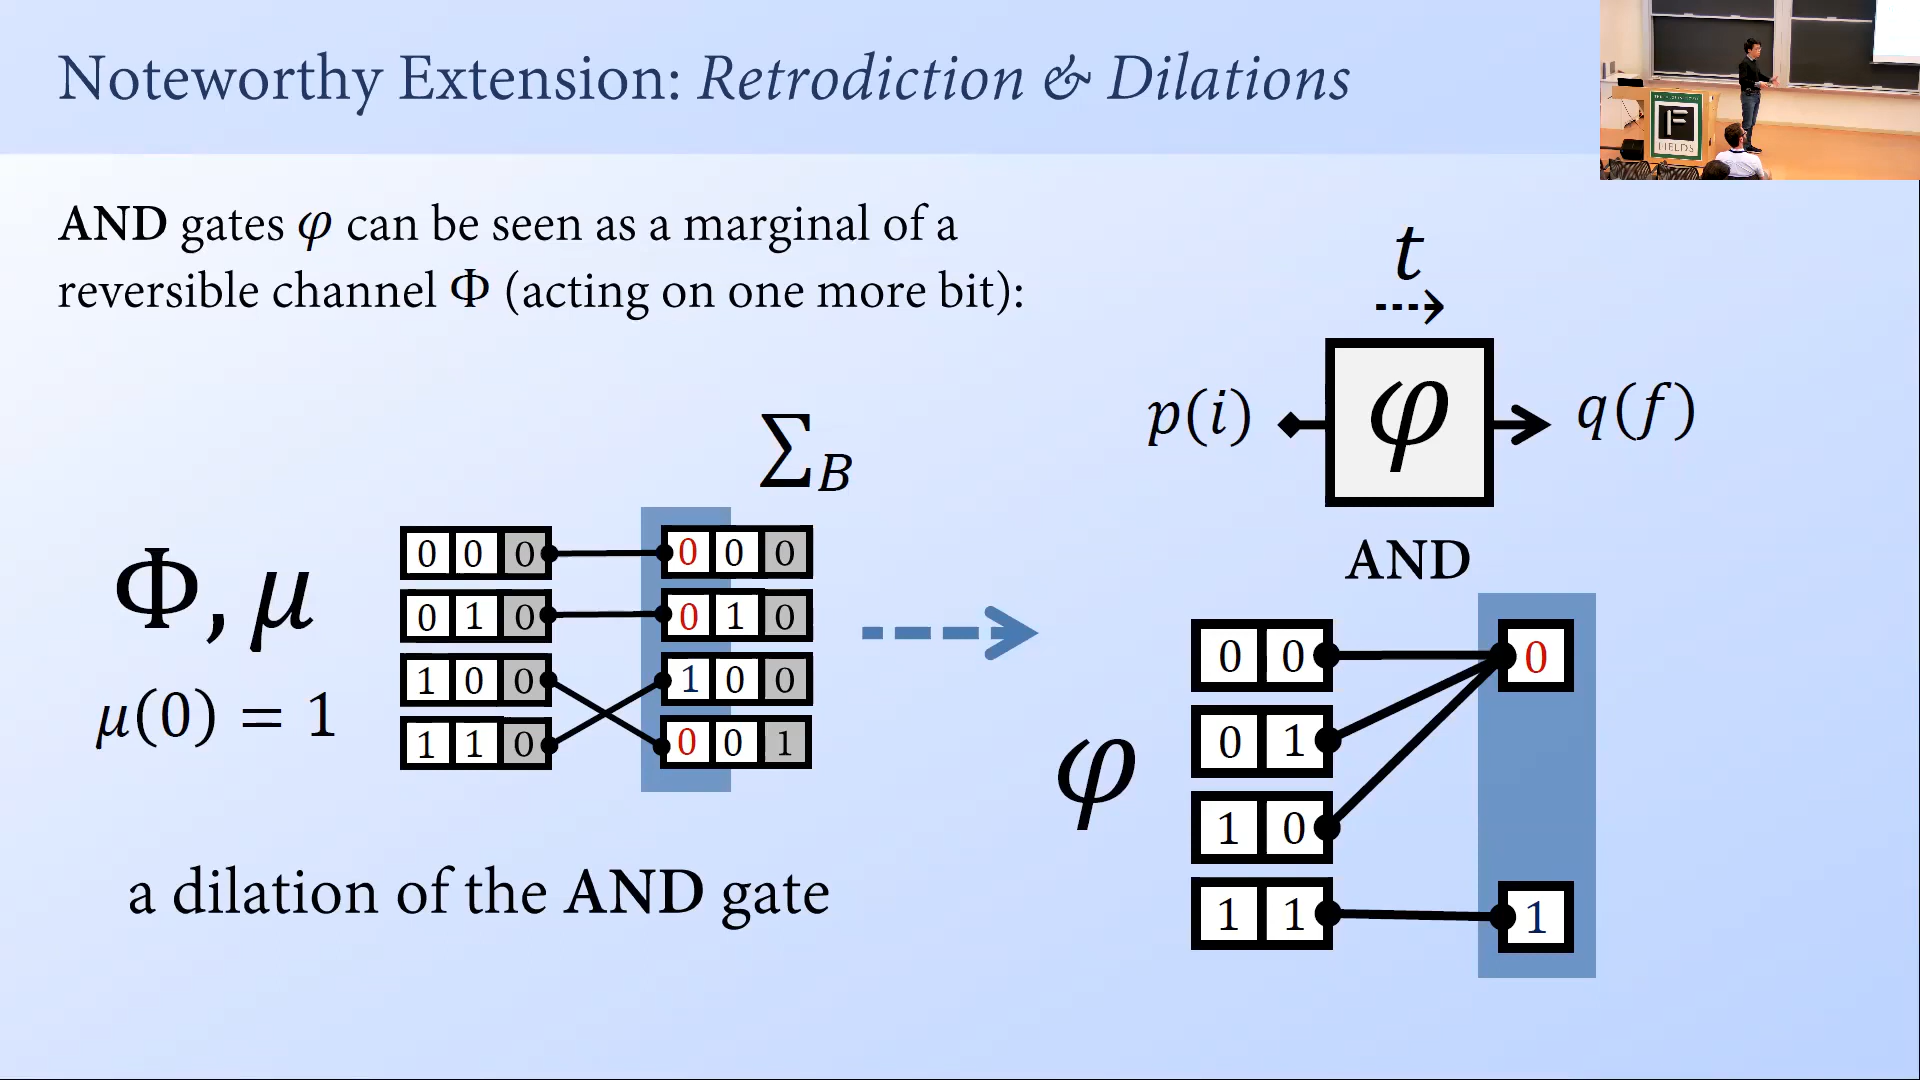 Noteworthy Extension: Retrodiction & Dilations
AND gates φ can be seen as a marginal of a
reversible channel Φ (acting on one more bit):
t
p(i) φ q(f)
AND
∑_B
Φ, μ
μ(0) = 1
0 0 0 0 0 0
0 1 0 0 1 0
1 0 0 1 0 0
1 1 0 0 0 1
a dilation of the AND gate
φ
0 0 0
0 1
1 0
1 1 1
F
FIELDS